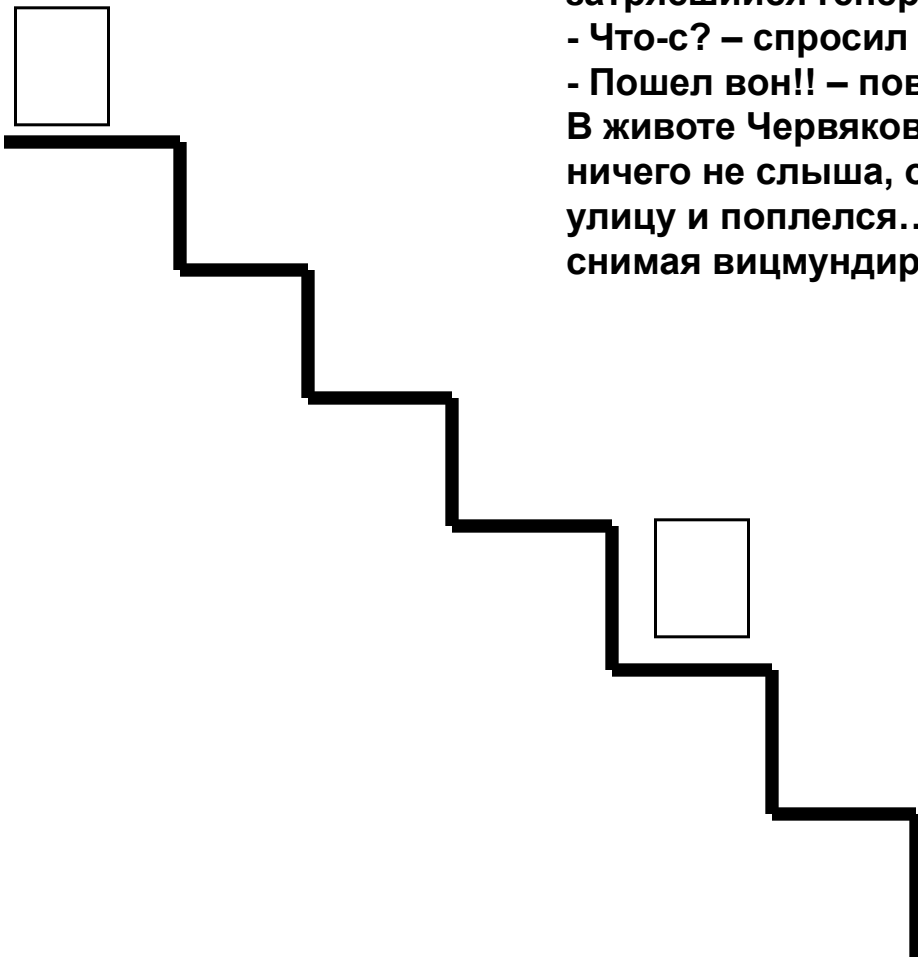 - Что-с? – спросил
- Пошел вон!! – пов
В животе Червяков
ничего не слыша, о
улицу и поплелся…
снимая вицмундир